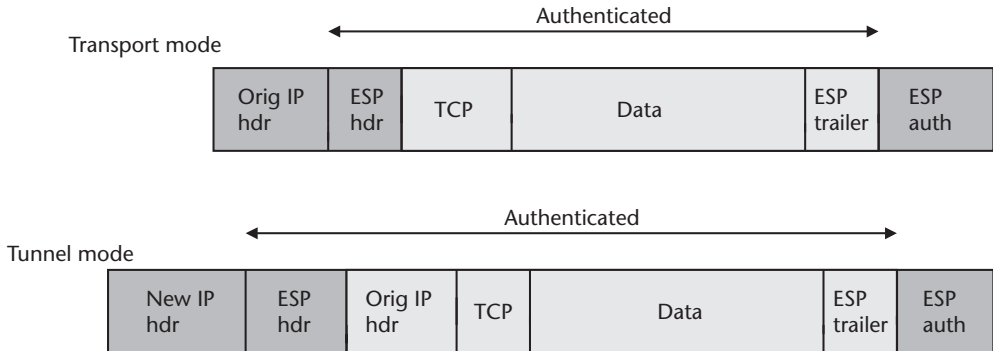 Authenticated
Transport mode
Orig IP hdr
ESP hdr
TCP
Data
ESP trailer
ESP auth
Authenticated
Tunnel mode
New IP hdr
ESP hdr
Orig IP hdr
TCP
Data
ESP trailer
ESP auth